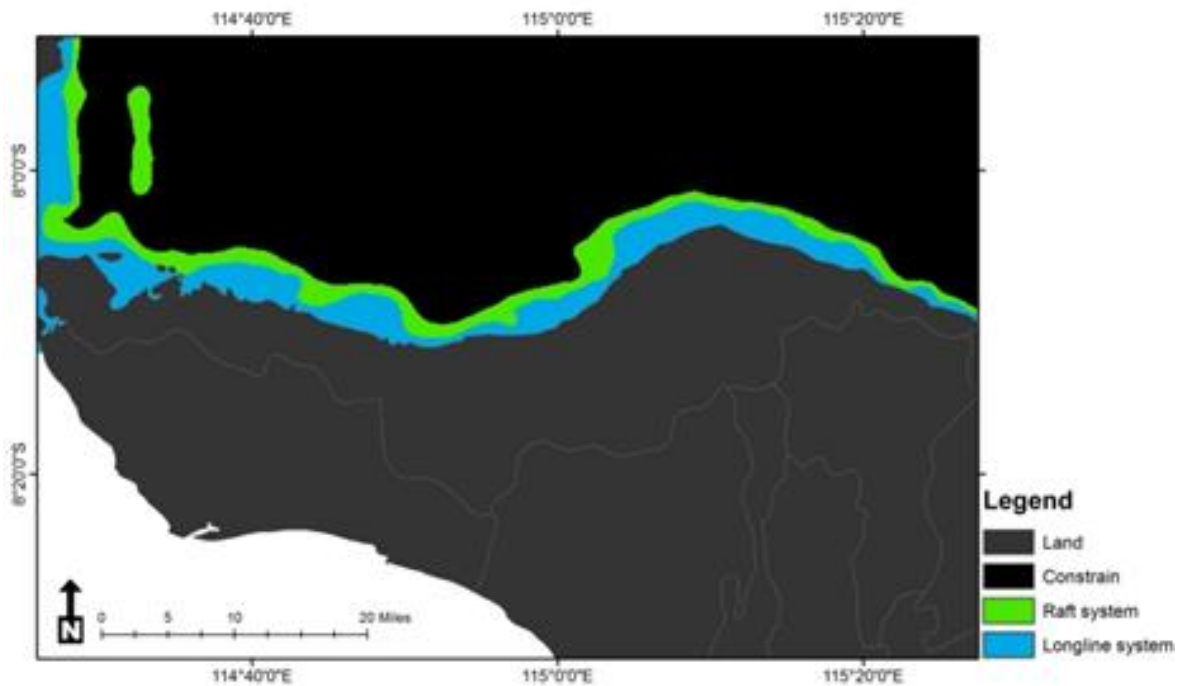 114°40'0"E 115°0'0"E 115°20'0"E
8°0'0"S
8°20'0"S
Legend
Land
Constrain
Raft system
Longline system
N
0 5 10 20 Miles
114°40'0"E 115°0'0"E 115°20'0"E